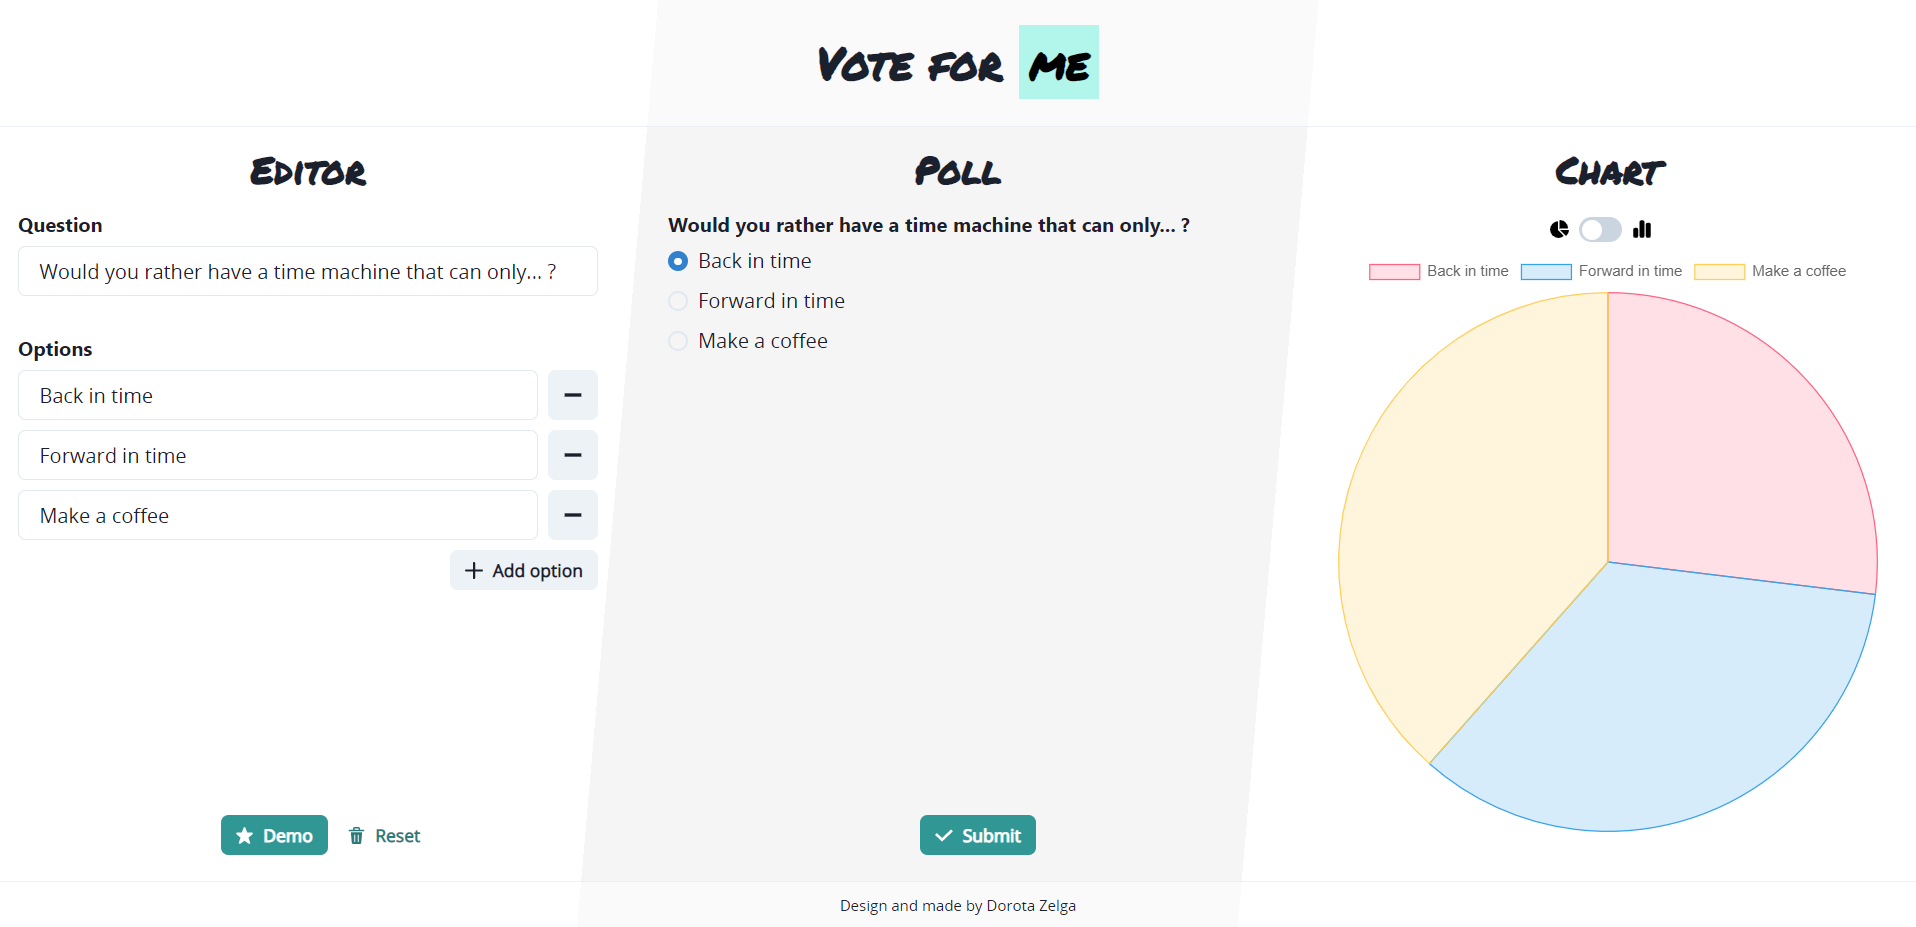 Vote for me
Editor
Question
Would you rather have a time machine that can only... ?
Options
Back in time
Forward in time
Make a coffee
Add option
Demo
Reset
Poll
Would you rather have a time machine that can only... ?
Back in time
Forward in time
Make a coffee
Submit
Chart
Back in time
Forward in time
Make a coffee
Design and made by Dorota Zelga